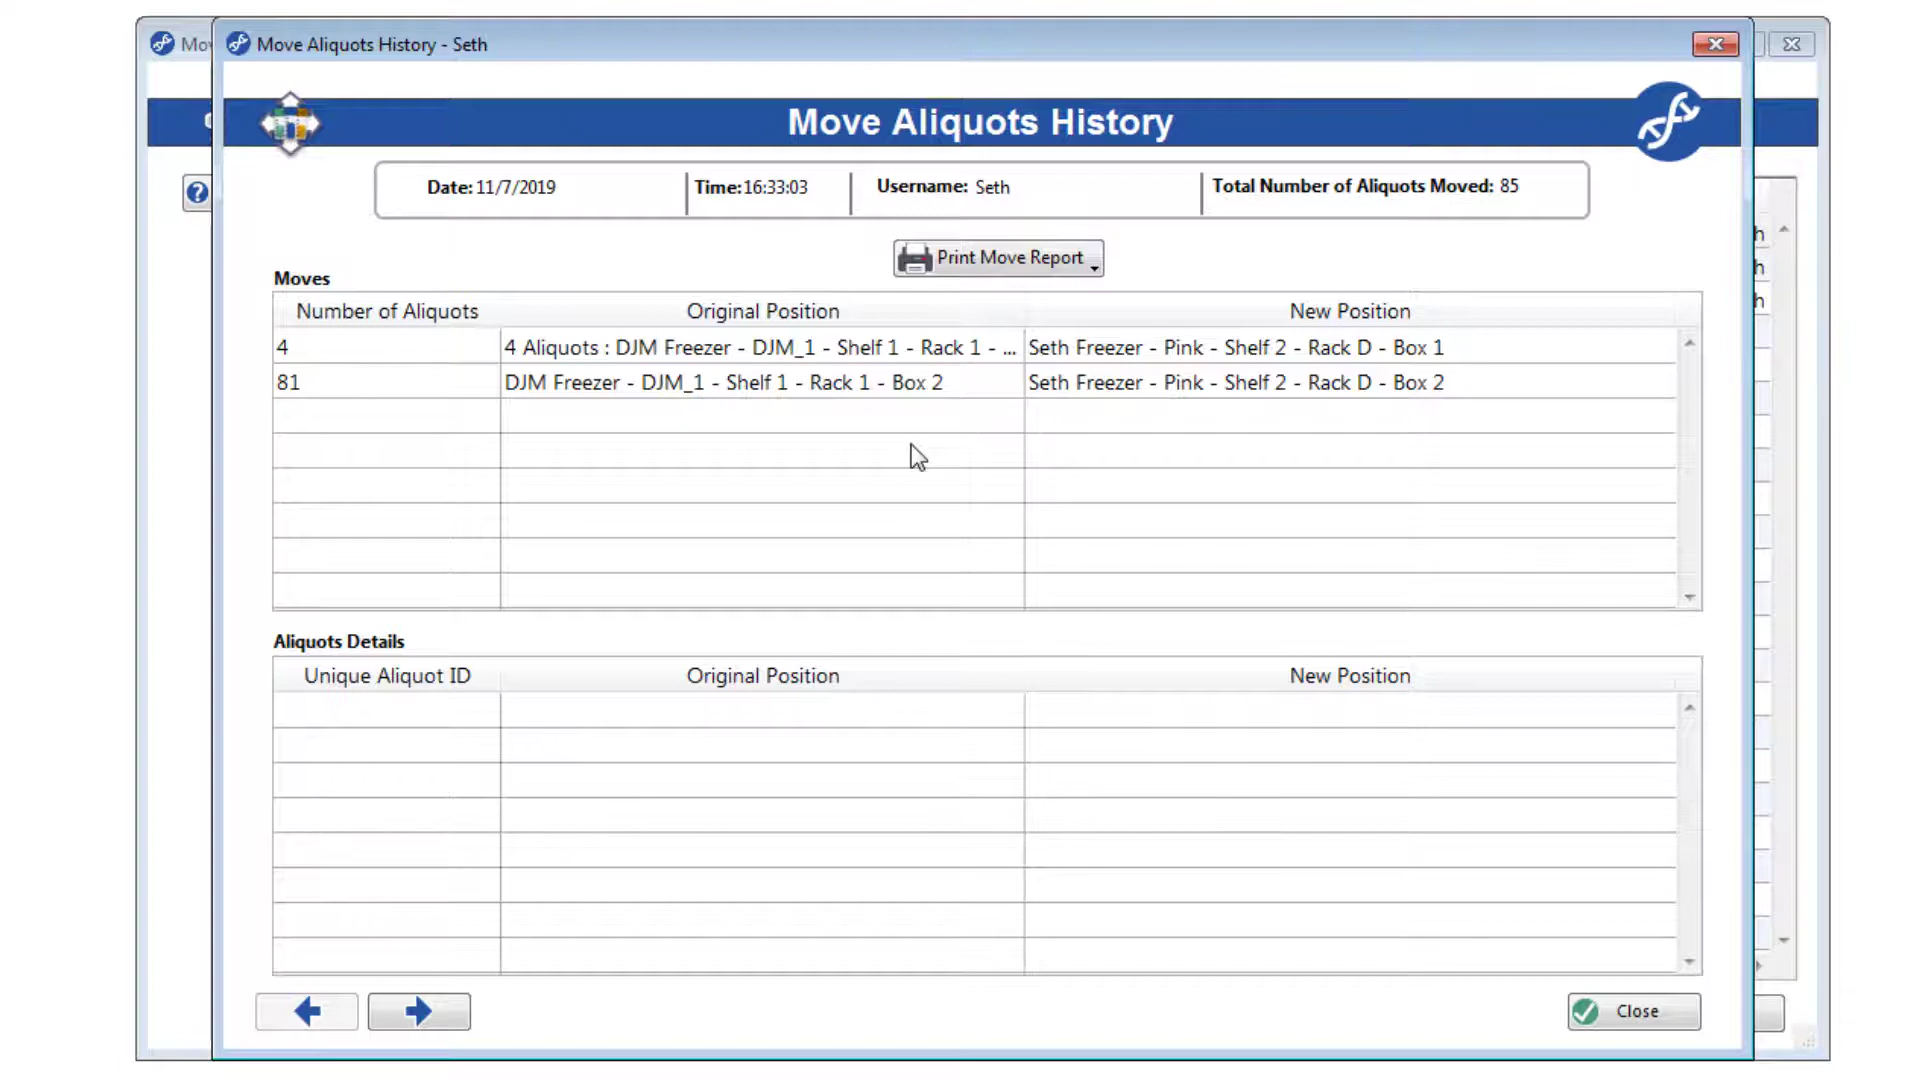 Mov
Move Aliquots History - Seth
Move Aliquots History
Date: 11/7/2019
Time:16:33:03
Username: Seth
Total Number of Aliquots Moved: 85
Print Move Report
Moves
Number of Aliquots Original Position New Position
4 4 Aliquots : DJM Freezer - DJM_1 - Shelf 1 - Rack 1 - ... Seth Freezer - Pink - Shelf 2 - Rack D - Box 1
81 DJM Freezer - DJM_1 - Shelf 1 - Rack 1 - Box 2 Seth Freezer - Pink - Shelf 2 - Rack D - Box 2
Aliquots Details
Unique Aliquot ID Original Position New Position
Close